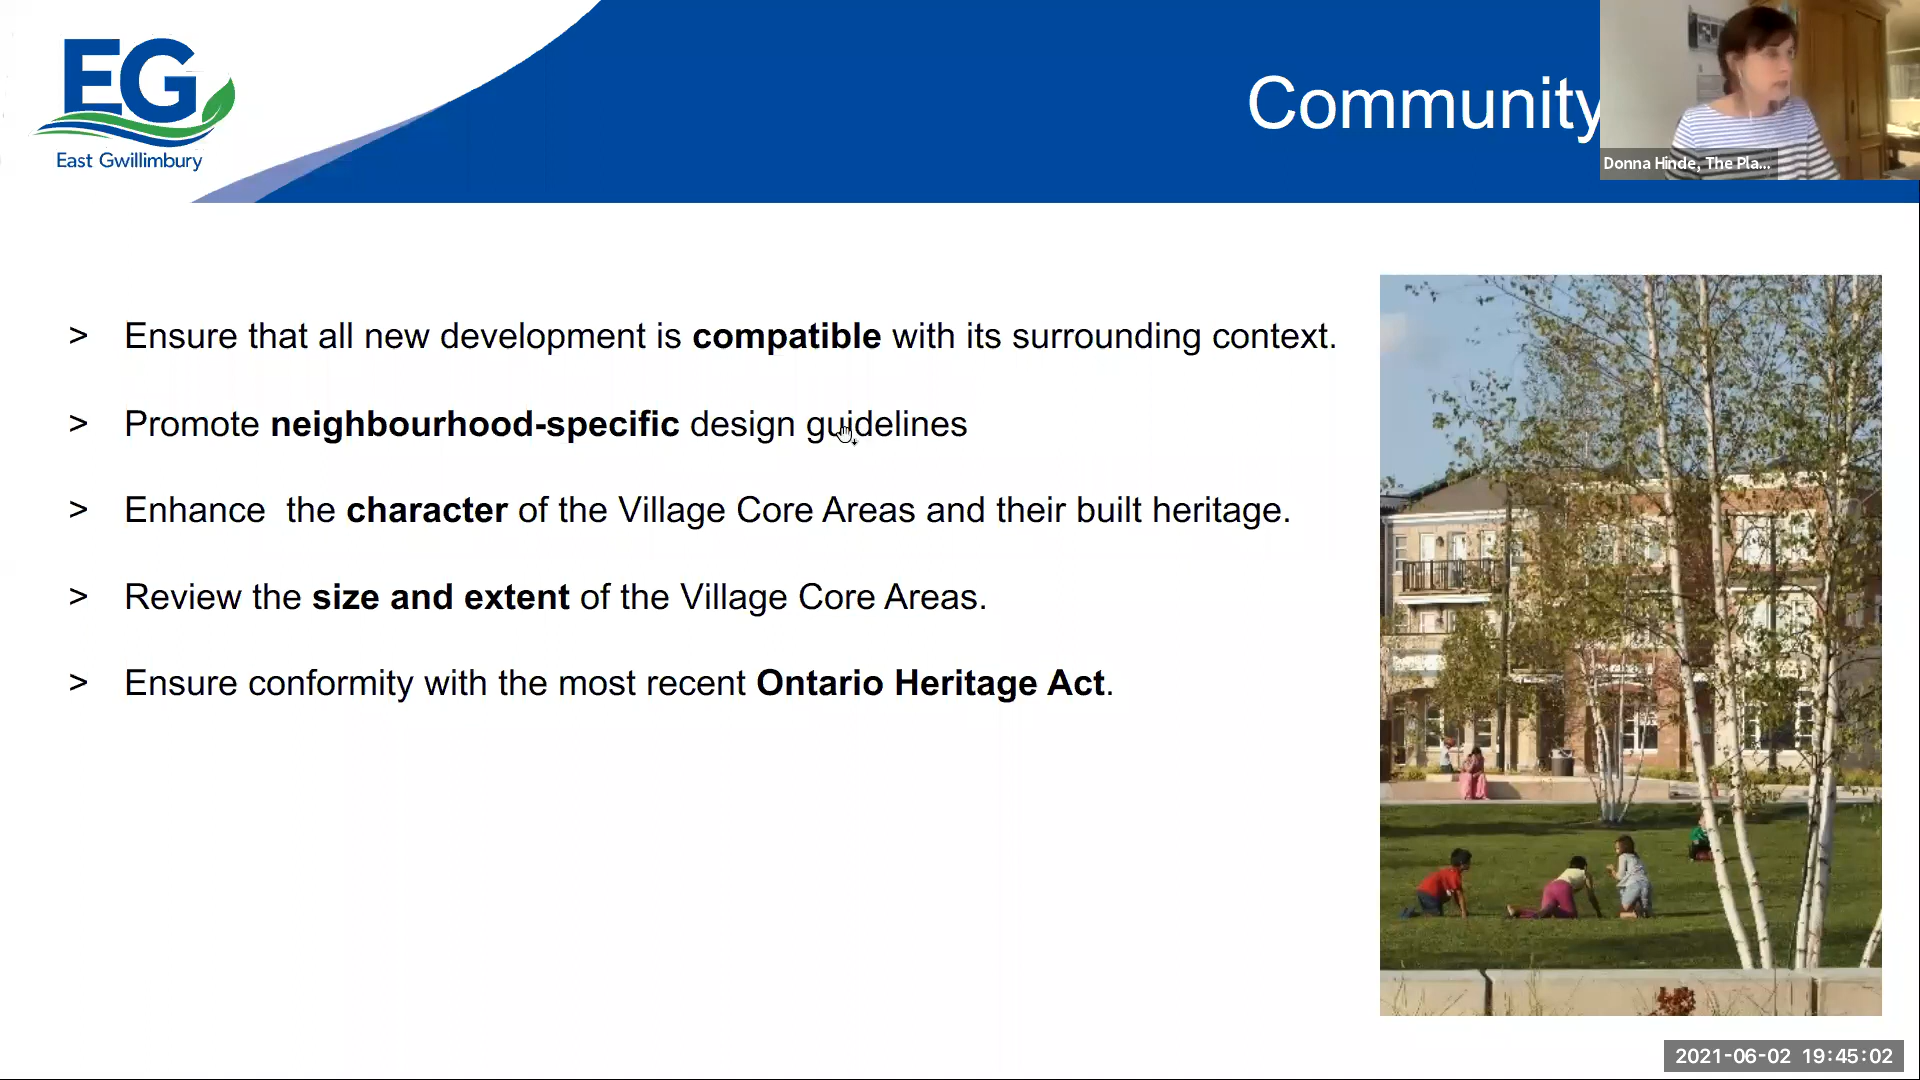 EG
East Gwillimbury
Community
Donna Hinde, The Pla...
> Ensure that all new development is compatible with its surrounding context.
> Promote neighbourhood-specific design guidelines
> Enhance  the character of the Village Core Areas and their built heritage.
> Review the size and extent of the Village Core Areas.
> Ensure conformity with the most recent Ontario Heritage Act.
2021-06-02 19:45:02